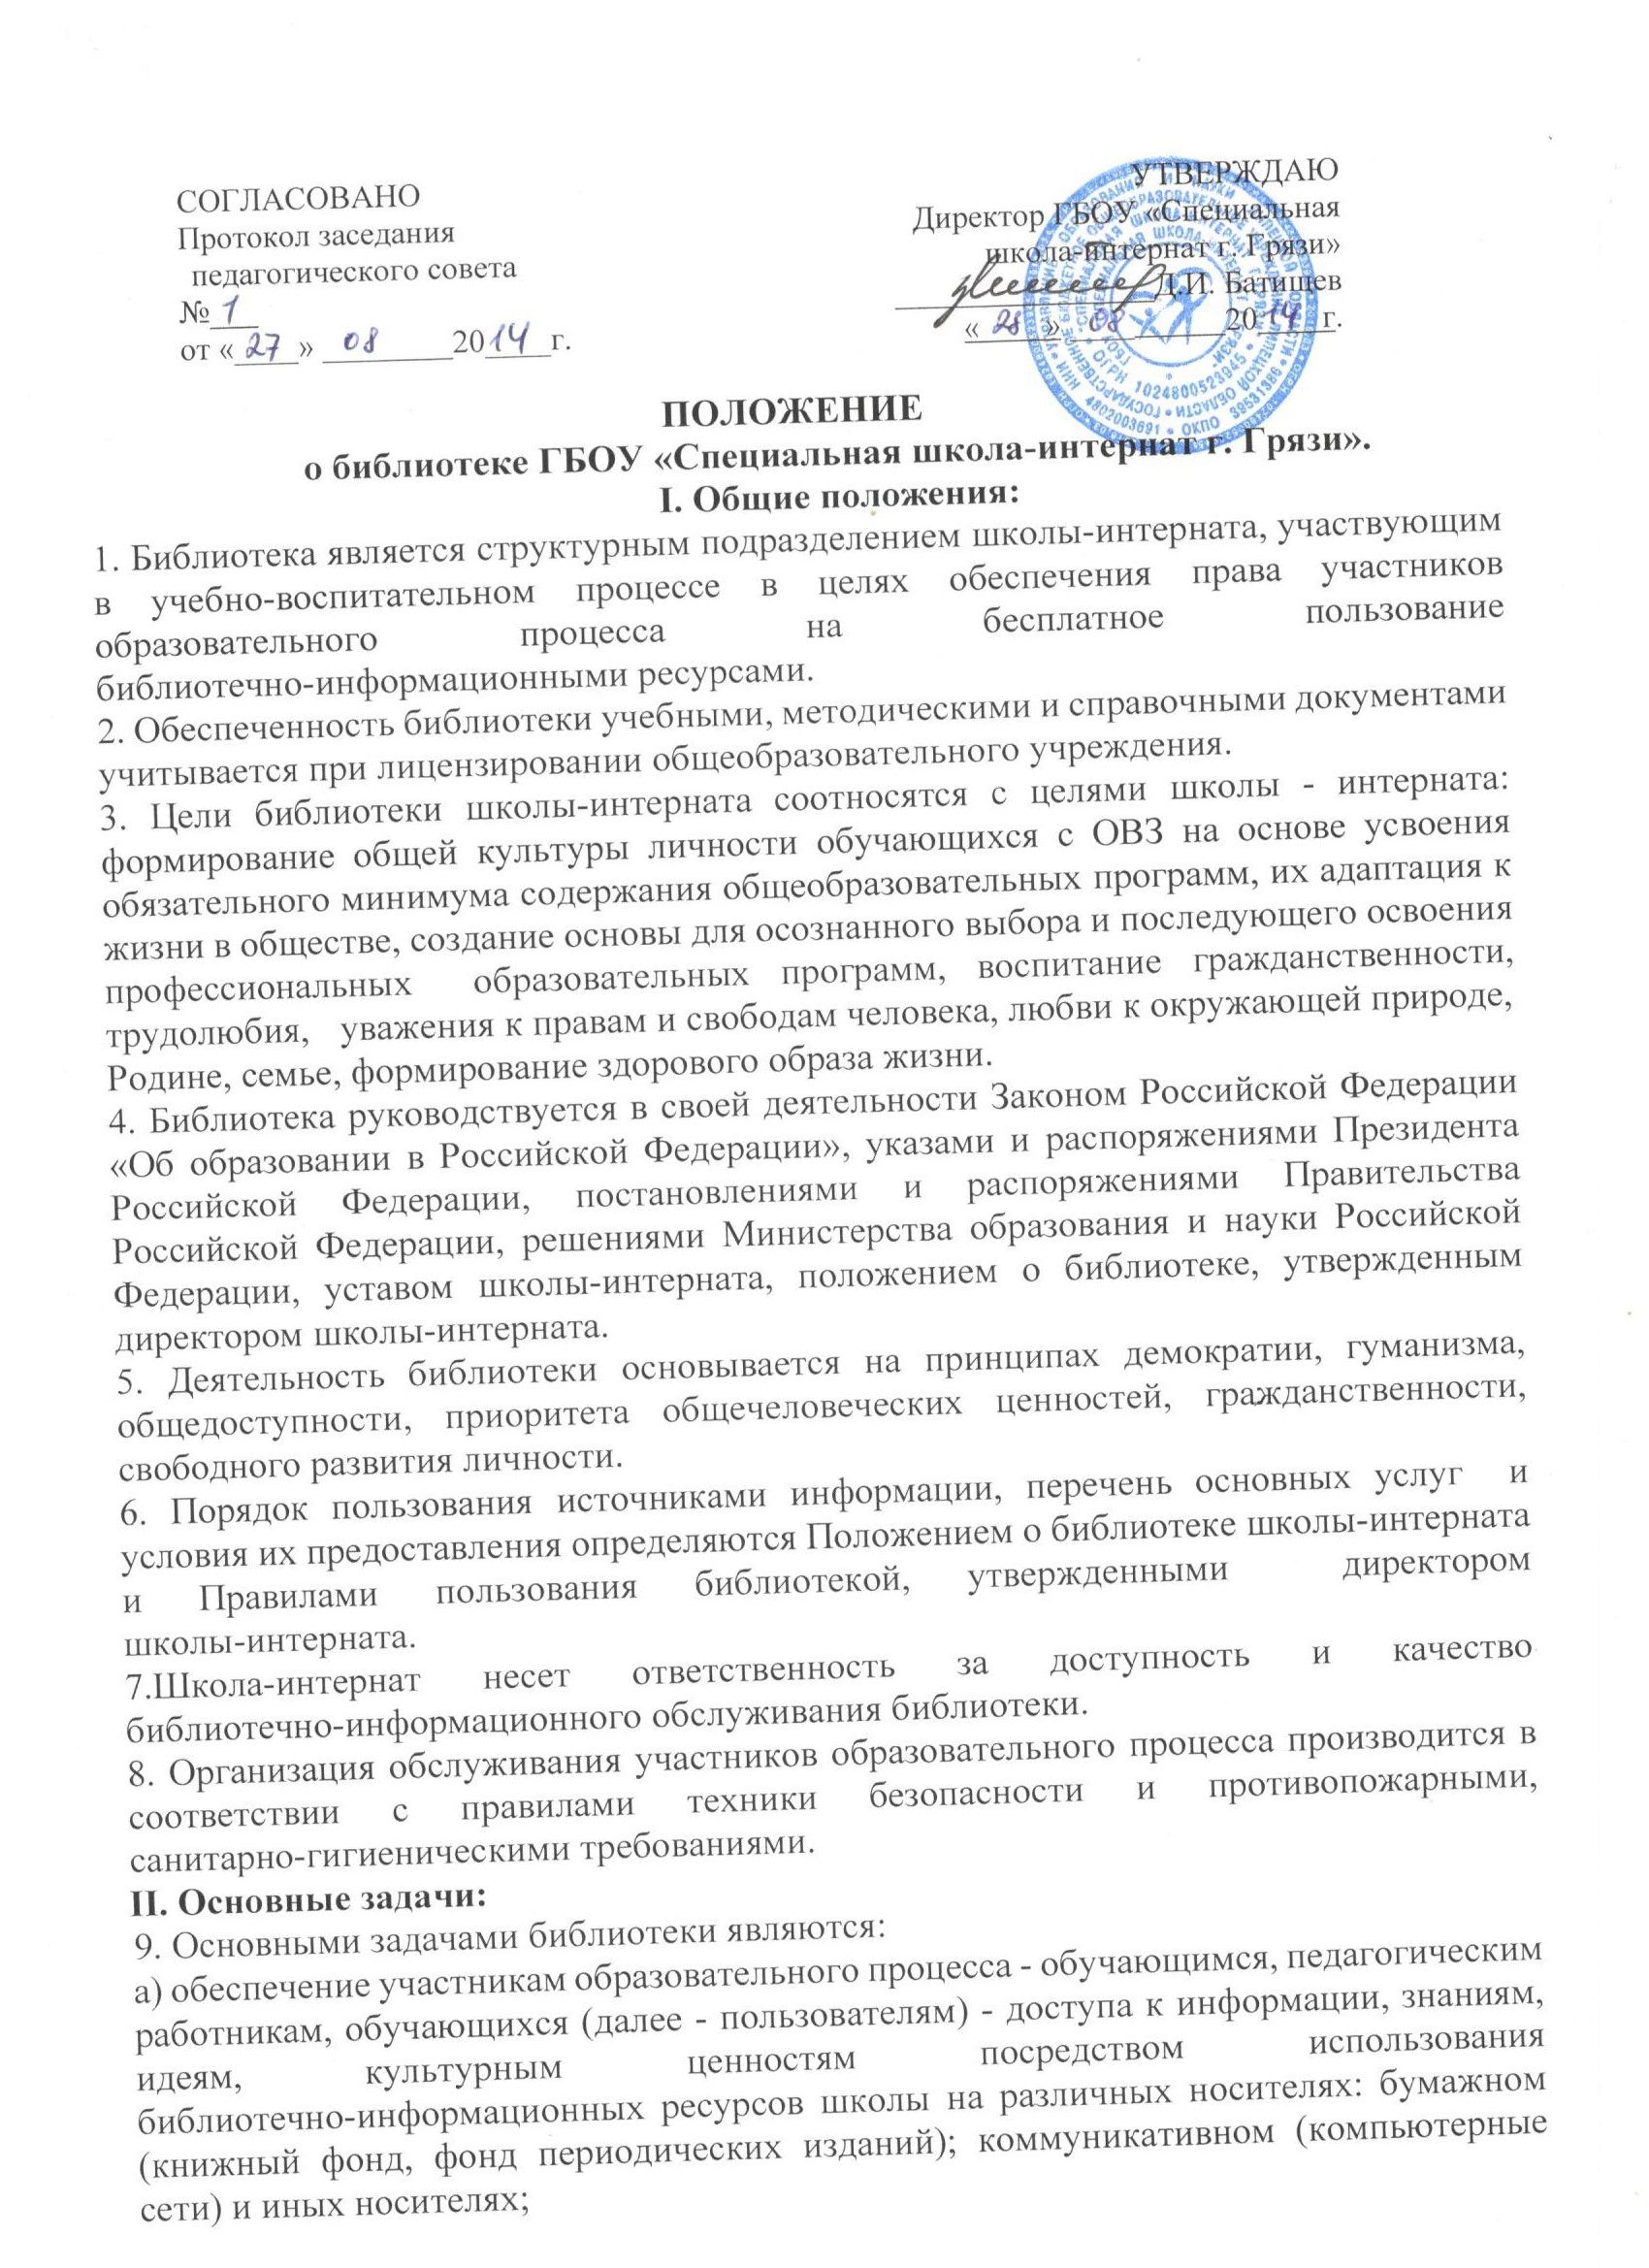 СОГЛАСОВАНО
Протокол заседания
педагогического совета
№ 1
от «27» 08 2014 г.
УТВЕРЖДАЮ
Директор ГБОУ «Специальная
школа-интернат г. Грязи»
Д.И. Батищев
«28» 08 2014 г.
ОГРН 1024800523945
4802003691 • ОКПО 39531386
ПОЛОЖЕНИЕ
о библиотеке ГБОУ «Специальная школа-интернат г. Грязи».
I. Общие положения:
1. Библиотека является структурным подразделением школы-интерната, участвующим
в учебно-воспитательном процессе в целях обеспечения права участников
образовательного процесса на бесплатное пользование
библиотечно-информационными ресурсами.
2. Обеспеченность библиотеки учебными, методическими и справочными документами
учитывается при лицензировании общеобразовательного учреждения.
3. Цели библиотеки школы-интерната соотносятся с целями школы - интерната:
формирование общей культуры личности обучающихся с ОВЗ на основе усвоения
обязательного минимума содержания общеобразовательных программ, их адаптация к
жизни в обществе, создание основы для осознанного выбора и последующего освоения
профессиональных образовательных программ, воспитание гражданственности,
трудолюбия, уважения к правам и свободам человека, любви к окружающей природе,
Родине, семье, формирование здорового образа жизни.
4. Библиотека руководствуется в своей деятельности Законом Российской Федерации
«Об образовании в Российской Федерации», указами и распоряжениями Президента
Российской Федерации, постановлениями и распоряжениями Правительства
Российской Федерации, решениями Министерства образования и науки Российской
Федерации, уставом школы-интерната, положением о библиотеке, утвержденным
директором школы-интерната.
5. Деятельность библиотеки основывается на принципах демократии, гуманизма,
общедоступности, приоритета общечеловеческих ценностей, гражданственности,
свободного развития личности.
6. Порядок пользования источниками информации, перечень основных услуг и
условия их предоставления определяются Положением о библиотеке школы-интерната
и Правилами пользования библиотекой, утвержденными директором
школы-интерната.
7.Школа-интернат несет ответственность за доступность и качество
библиотечно-информационного обслуживания библиотеки.
8. Организация обслуживания участников образовательного процесса производится в
соответствии с правилами техники безопасности и противопожарными,
санитарно-гигиеническими требованиями.
II. Основные задачи:
9. Основными задачами библиотеки являются:
а) обеспечение участникам образовательного процесса - обучающимся, педагогическим
работникам, обучающихся (далее - пользователям) - доступа к информации, знаниям,
идеям, культурным ценностям посредством использования
библиотечно-информационных ресурсов школы на различных носителях: бумажном
(книжный фонд, фонд периодических изданий); коммуникативном (компьютерные
сети) и иных носителях;